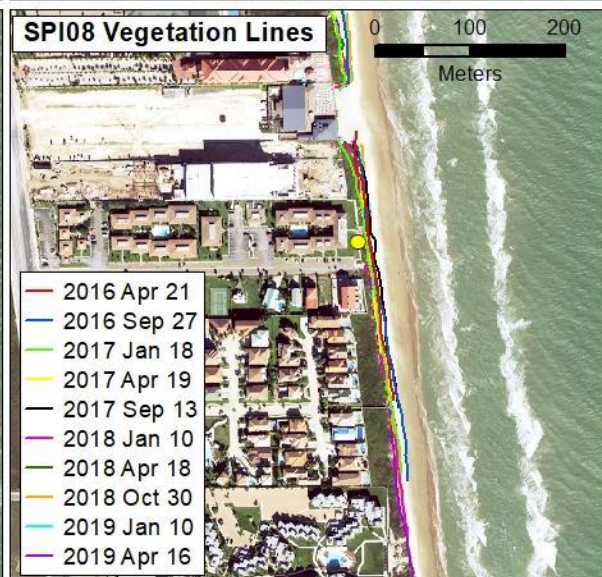 SPI08 Vegetation Lines
0 100 200
Meters
2016 Apr 21
2016 Sep 27
2017 Jan 18
2017 Apr 19
2017 Sep 13
2018 Jan 10
2018 Apr 18
2018 Oct 30
2019 Jan 10
2019 Apr 16